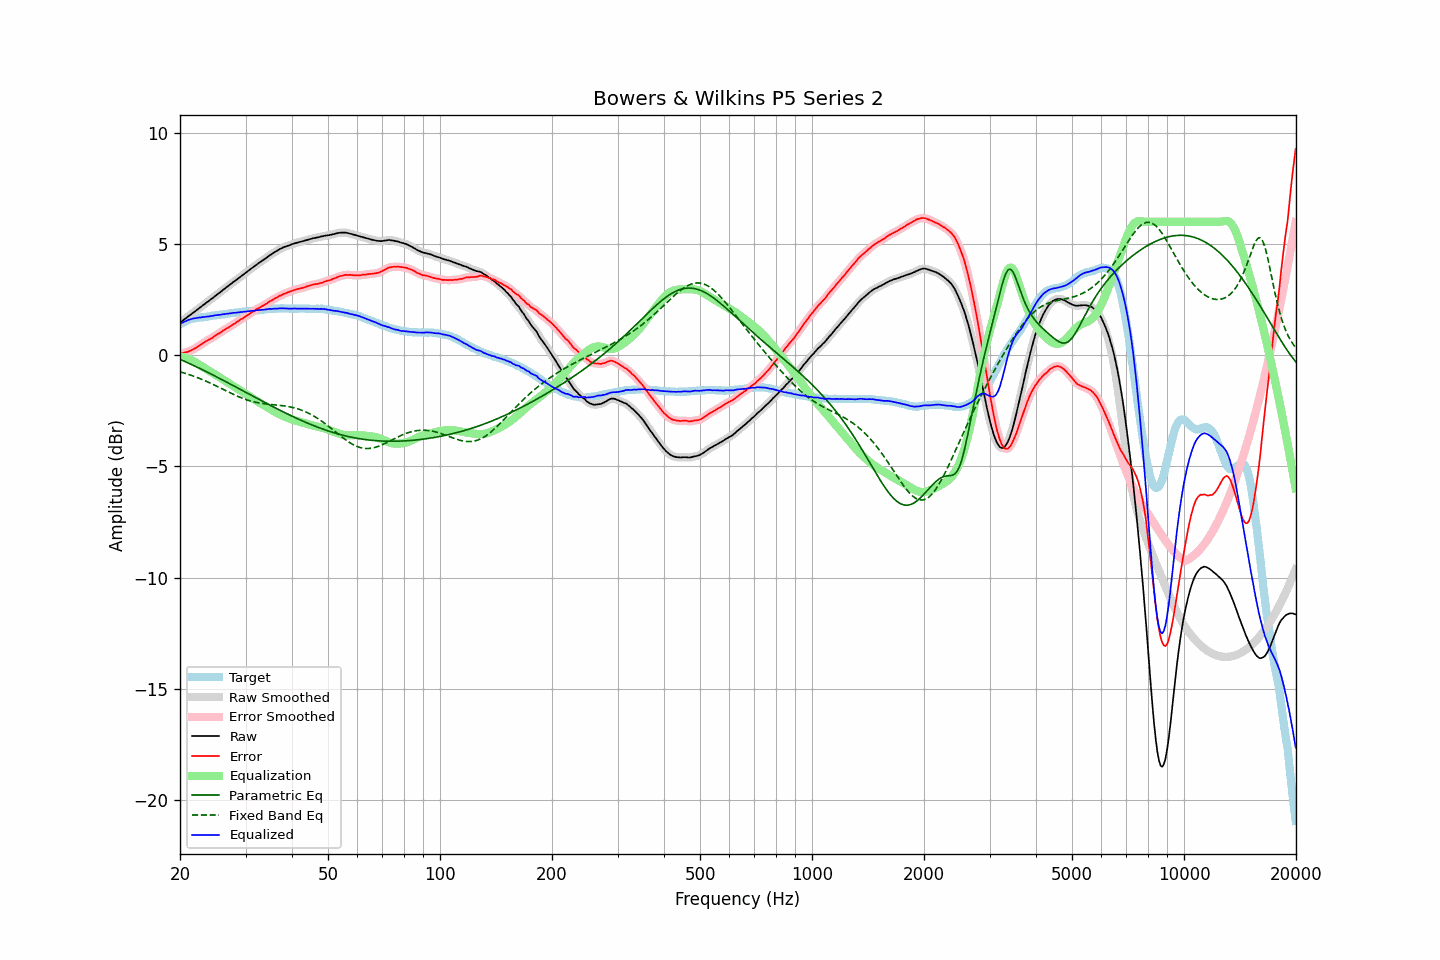 Bowers & Wilkins P5 Series 2
10
5
0
−5
−10
−15
−20
Amplitude (dBr)
Target
Raw Smoothed
Error Smoothed
Raw
Error
Equalization
Parametric Eq
Fixed Band Eq
Equalized
20 50 100 200 500 1000 2000 5000 10000 20000
Frequency (Hz)